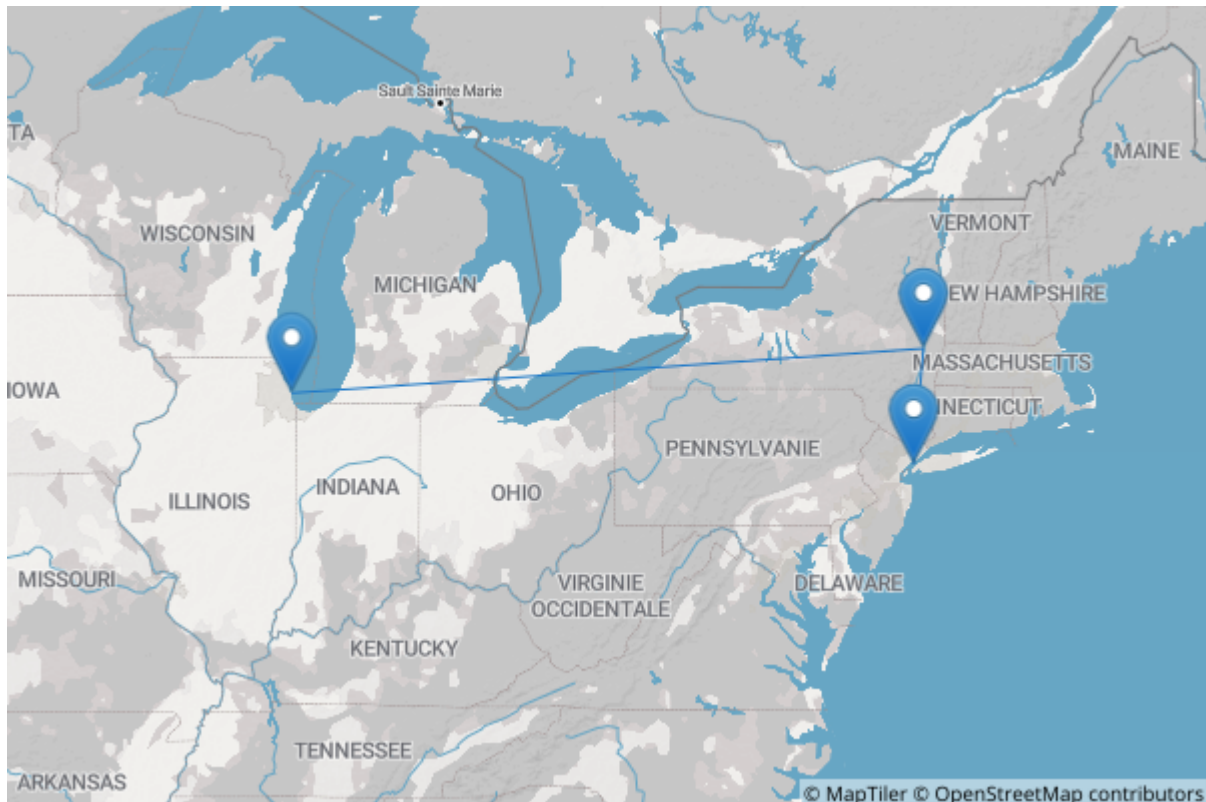 Sault Sainte Marie
TA
MAINE
WISCONSIN
VERMONT
MICHIGAN
EW HAMPSHIRE
MASSACHUSETTS
IOWA
NECTICUT
PENNSYLVANIE
ILLINOIS
INDIANA
OHIO
MISSOURI
VIRGINIE
OCCIDENTALE
DELAWARE
KENTUCKY
TENNESSEE
ARKANSAS
© MapTiler © OpenStreetMap contributors